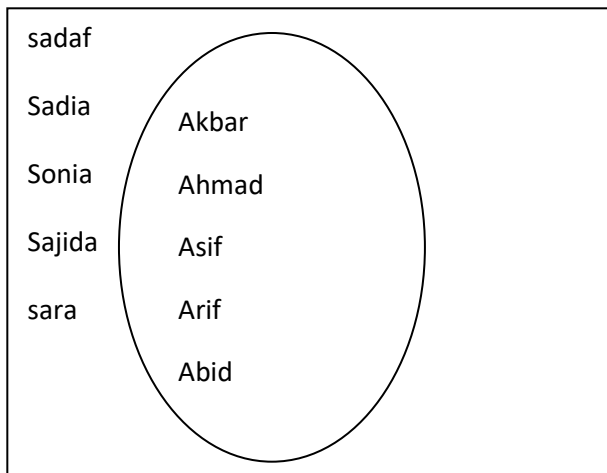 sadaf
Sadia
Sonia
Sajida
sara
Akbar
Ahmad
Asif
Arif
Abid